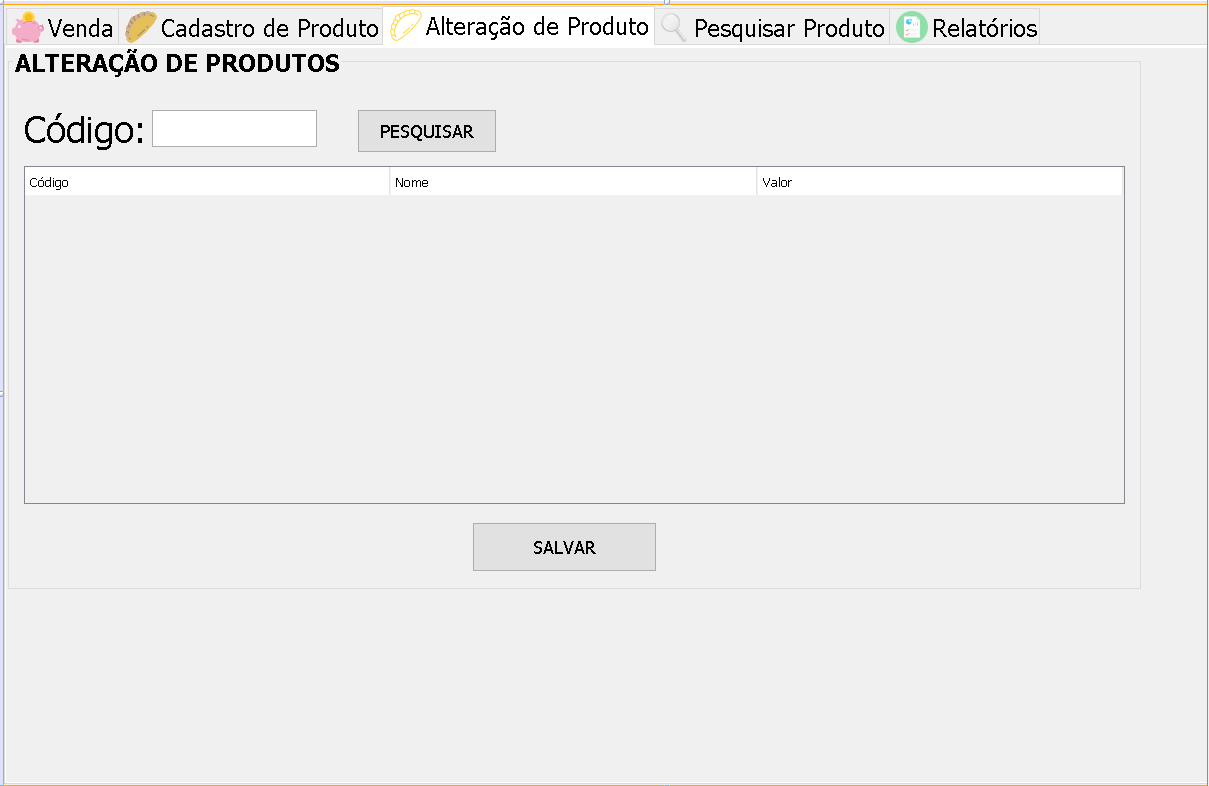 Venda Cadastro de Produto Alteração de Produto Pesquisar Produto Relatórios
ALTERAÇÃO DE PRODUTOS
Código: PESQUISAR
Código Nome Valor
SALVAR